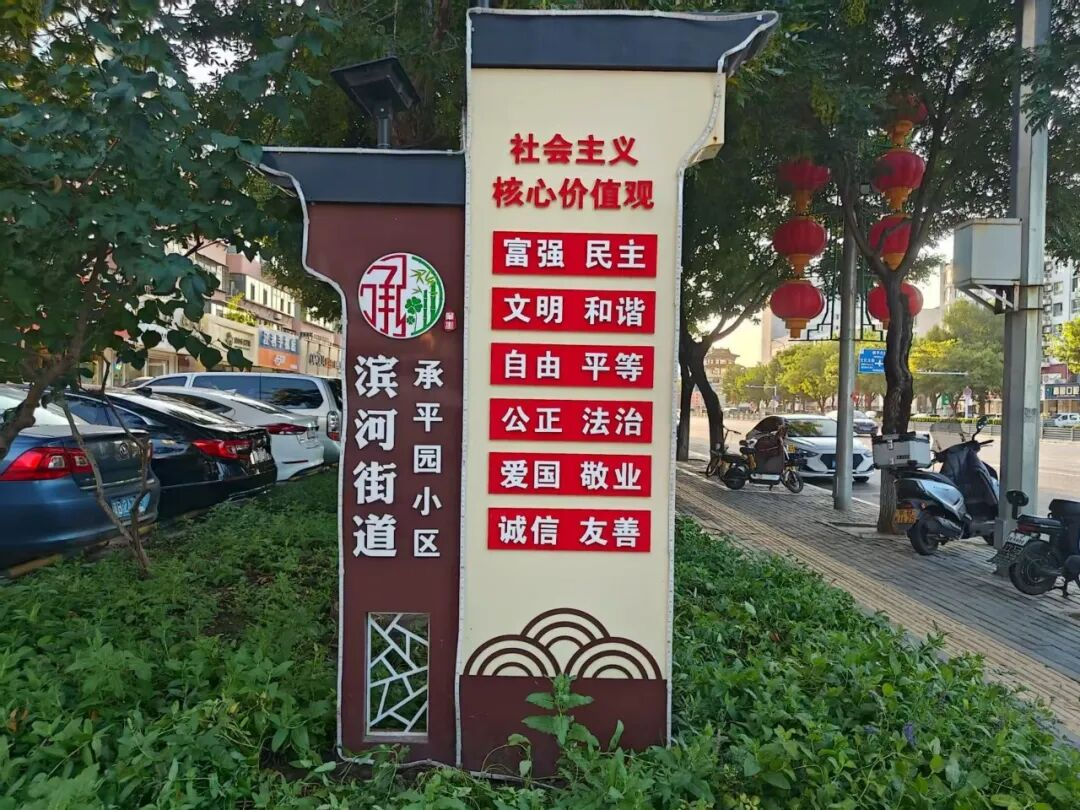 社会主义
核心价值观
富强 民主
文明 和谐
自由 平等
公正 法治
爱国 敬业
诚信 友善
承
滨河街道
承平园小区